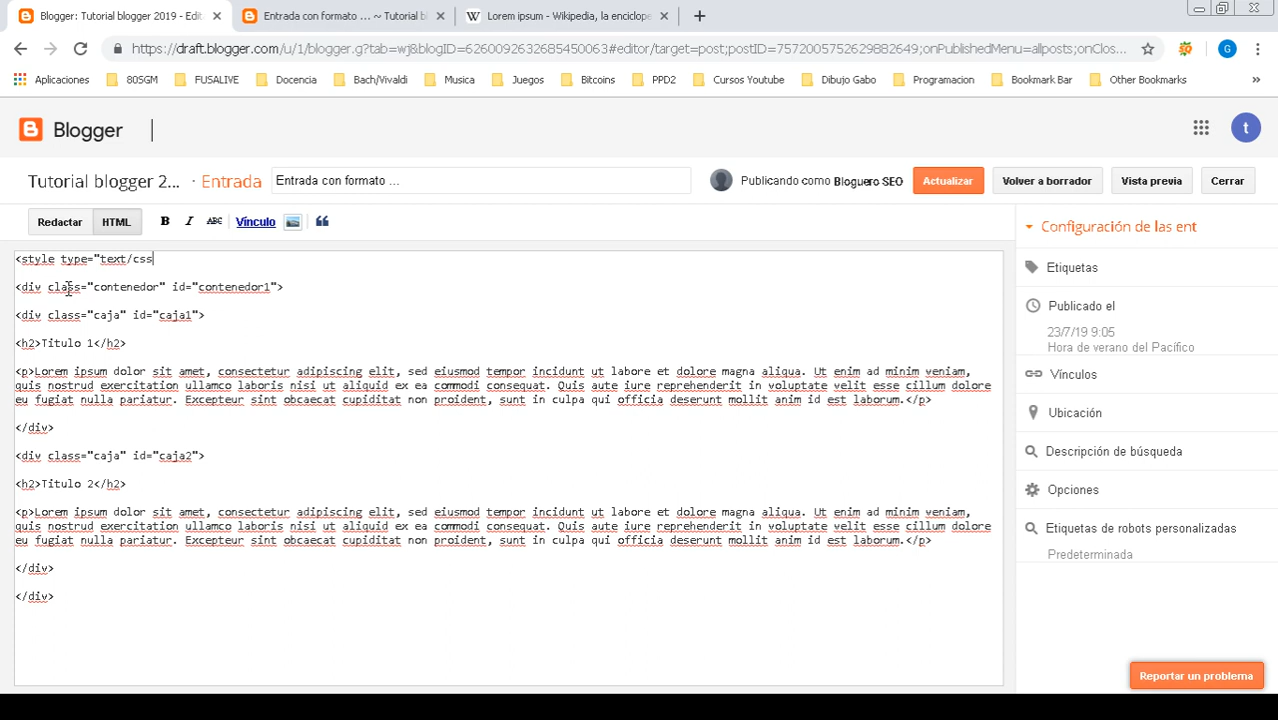 Blogger: Tutorial blogger 2019 - Edit
Entrada con formato ... ~ Tutorial b
Lorem ipsum - Wikipedia, la enciclope
https://draft.blogger.com/u/1/blogger.g?tab=wj&blogID=6260092632685450063#editor/target=post;postID=7572005752629882649;onPublishedMenu=allposts;onClos...
G
Aplicaciones
80SGM
FUSALIVE
Docencia
Bach/Vivaldi
Musica
Juegos
Bitcoins
PPD2
Cursos Youtube
Dibujo Gabo
Programacion
Bookmark Bar
Other Bookmarks
»
Blogger
t
Tutorial blogger 2... · Entrada
Entrada con formato ...
Publicando como Bloguero SEO
Actualizar
Volver a borrador
Vista previa
Cerrar
Redactar
HTML
B
I
ABC
Vínculo
<style type="text/css
<div class="contenedor" id="contenedor1">
<div class="caja" id="caja1">
<h2>Titulo 1</h2>
<p>Lorem ipsum dolor sit amet, consectetur adipiscing elit, sed eiusmod tempor incidunt ut labore et dolore magna aliqua. Ut enim ad minim veniam,
quis nostrud exercitation ullamco laboris nisi ut aliquid ex ea commodi consequat. Quis aute iure reprehenderit in voluptate velit esse cillum dolore
eu fugiat nulla pariatur. Excepteur sint obcaecat cupiditat non proident, sunt in culpa qui officia deserunt mollit anim id est laborum.</p>
</div>
<div class="caja" id="caja2">
<h2>Titulo 2</h2>
<p>Lorem ipsum dolor sit amet, consectetur adipiscing elit, sed eiusmod tempor incidunt ut labore et dolore magna aliqua. Ut enim ad minim veniam,
quis nostrud exercitation ullamco laboris nisi ut aliquid ex ea commodi consequat. Quis aute iure reprehenderit in voluptate velit esse cillum dolore
eu fugiat nulla pariatur. Excepteur sint obcaecat cupiditat non proident, sunt in culpa qui officia deserunt mollit anim id est laborum.</p>
</div>
</div>
Configuración de las ent
Etiquetas
Publicado el
23/7/19 9:05
Hora de verano del Pacífico
Vínculos
Ubicación
Descripción de búsqueda
Opciones
Etiquetas de robots personalizadas
Predeterminada
Reportar un problema